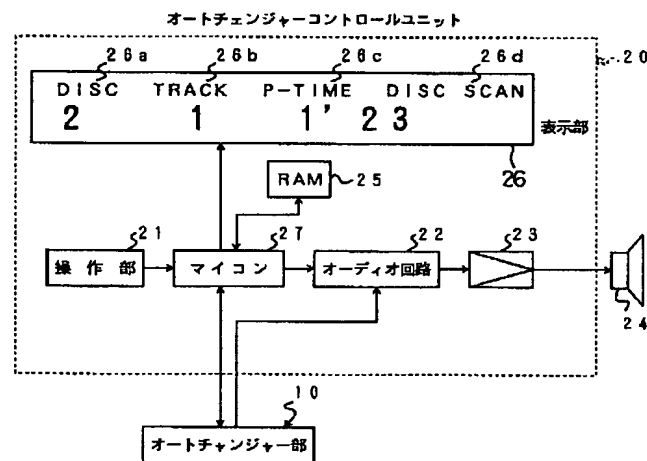 オートチェンジャーコントロールユニット
26a 26b 26c 26d 20
DISC TRACK P-TIME DISC SCAN
2 1 1' 23
表示部
26
RAM 25
21 27 22 23
操作部 マイコン オーディオ回路
24
10
オートチャンジャー部